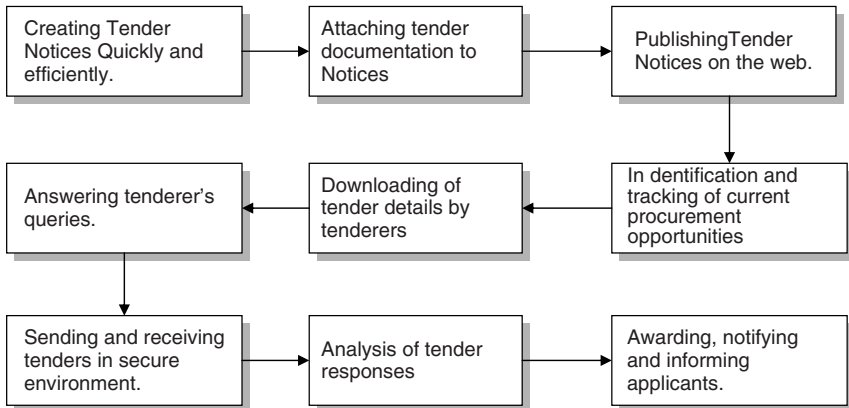 Creating Tender
Notices Quickly and
efficiently.
Attaching tender
documentation to
Notices
PublishingTender
Notices on the web.
In dentification and
tracking of current
procurement
opportunities
Downloading of
tender details by
tenderers
Answering tenderer's
queries.
Sending and receiving
tenders in secure
environment.
Analysis of tender
responses
Awarding, notifying
and informing
applicants.